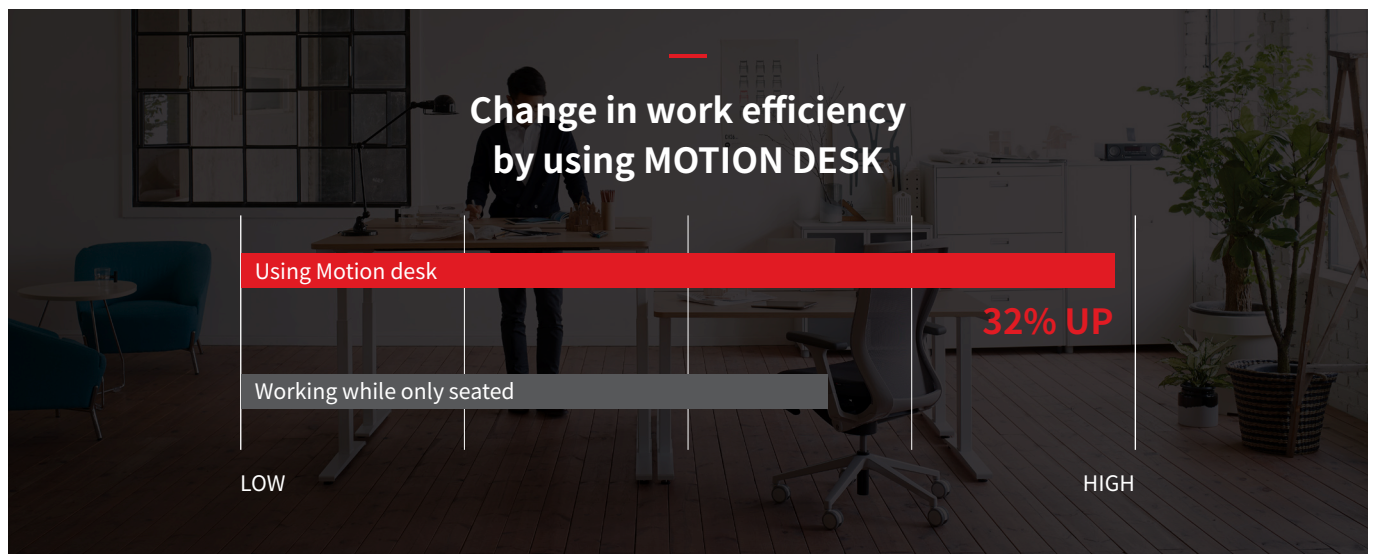 Change in work efficiency
by using MOTION DESK
Using Motion desk
32% UP
Working while only seated
LOW
HIGH